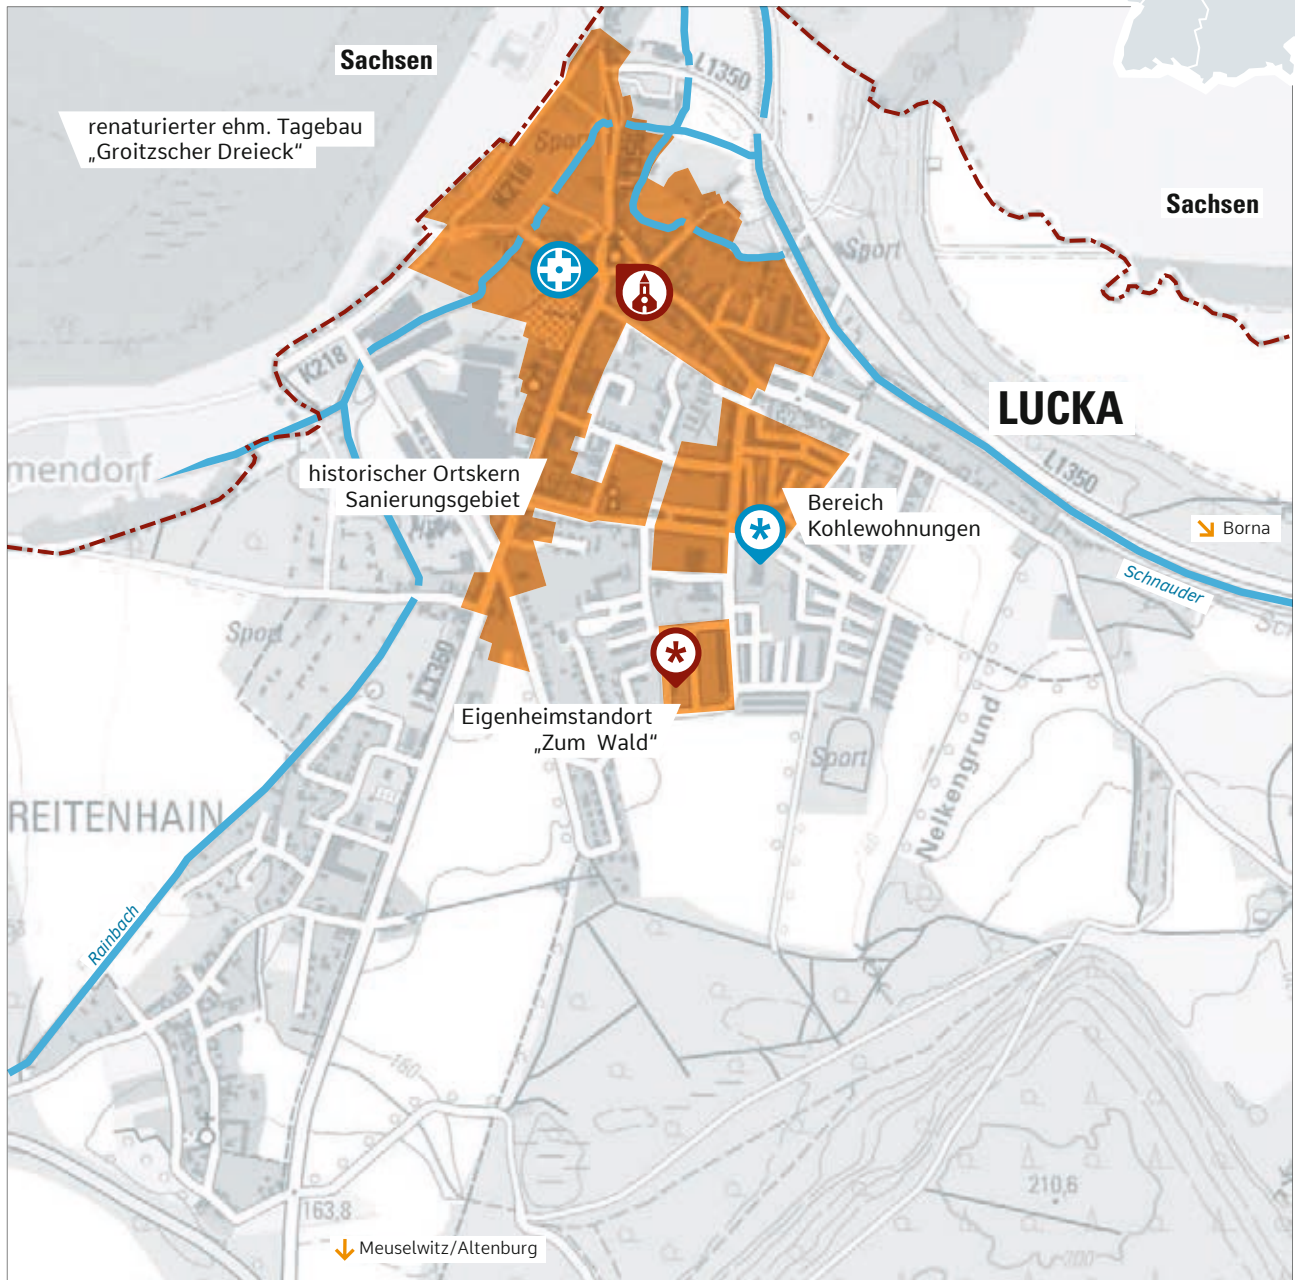 Sachsen
L1350
renaturierter ehm. Tagebau
„Groitzscher Dreieck“
Sport
K218
Sachsen
Sport
K218
LUCKA
mendorf
L1350
historischer Ortskern
Sanierungsgebiet
Bereich
Kohlewohnungen
Borna
Schnauder
Sport
L1350
Eigenheimstandort
„Zum Wald“
Sport
Nelkengrund
REITENHAIN
Rainbach
160
210,6
163,8
Meuselwitz/Altenburg